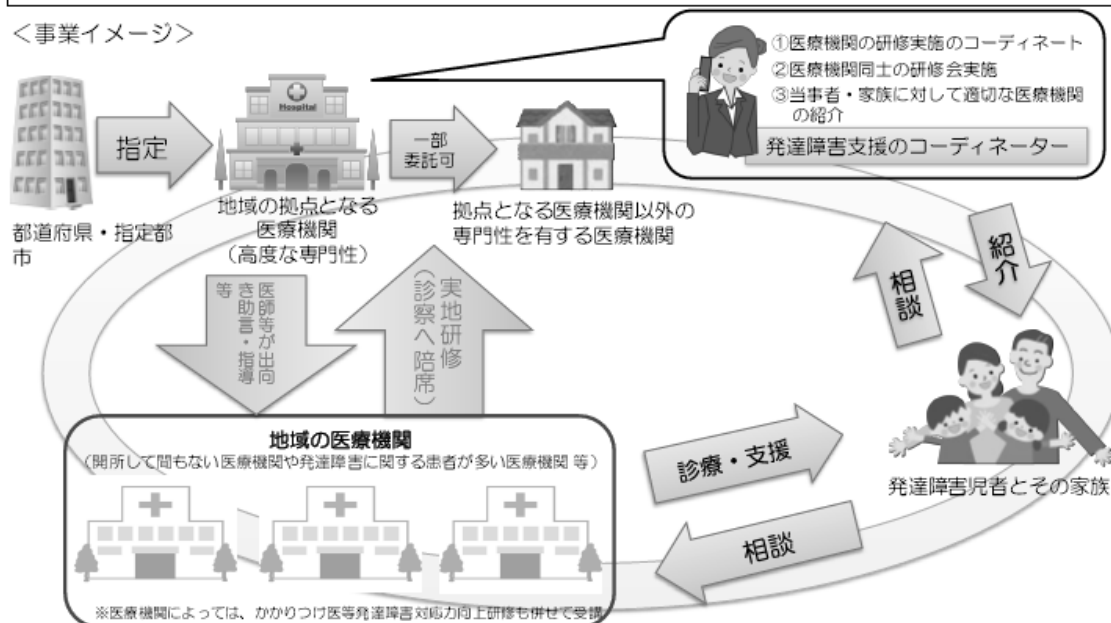 ＜事業イメージ＞
①医療機関の研修実施のコーディネート
②医療機関同士の研修会実施
③当事者・家族に対して適切な医療機関
の紹介
発達障害支援のコーディネーター
Hospital
指定
一部
委託可
都道府県・指定都
市
地域の拠点となる
医療機関
（高度な専門性）
拠点となる医療機関以外の
専門性を有する医療機関
医師等が出向
き助言・指導
等
実地研修
（診察へ陪席）
相談
紹介
地域の医療機関
（開所して間もない医療機関や発達障害に関する患者が多い医療機関 等）
診療・支援
相談
発達障害児者とその家族
※医療機関によっては、かかりつけ医等発達障害対応力向上研修も併せて受講